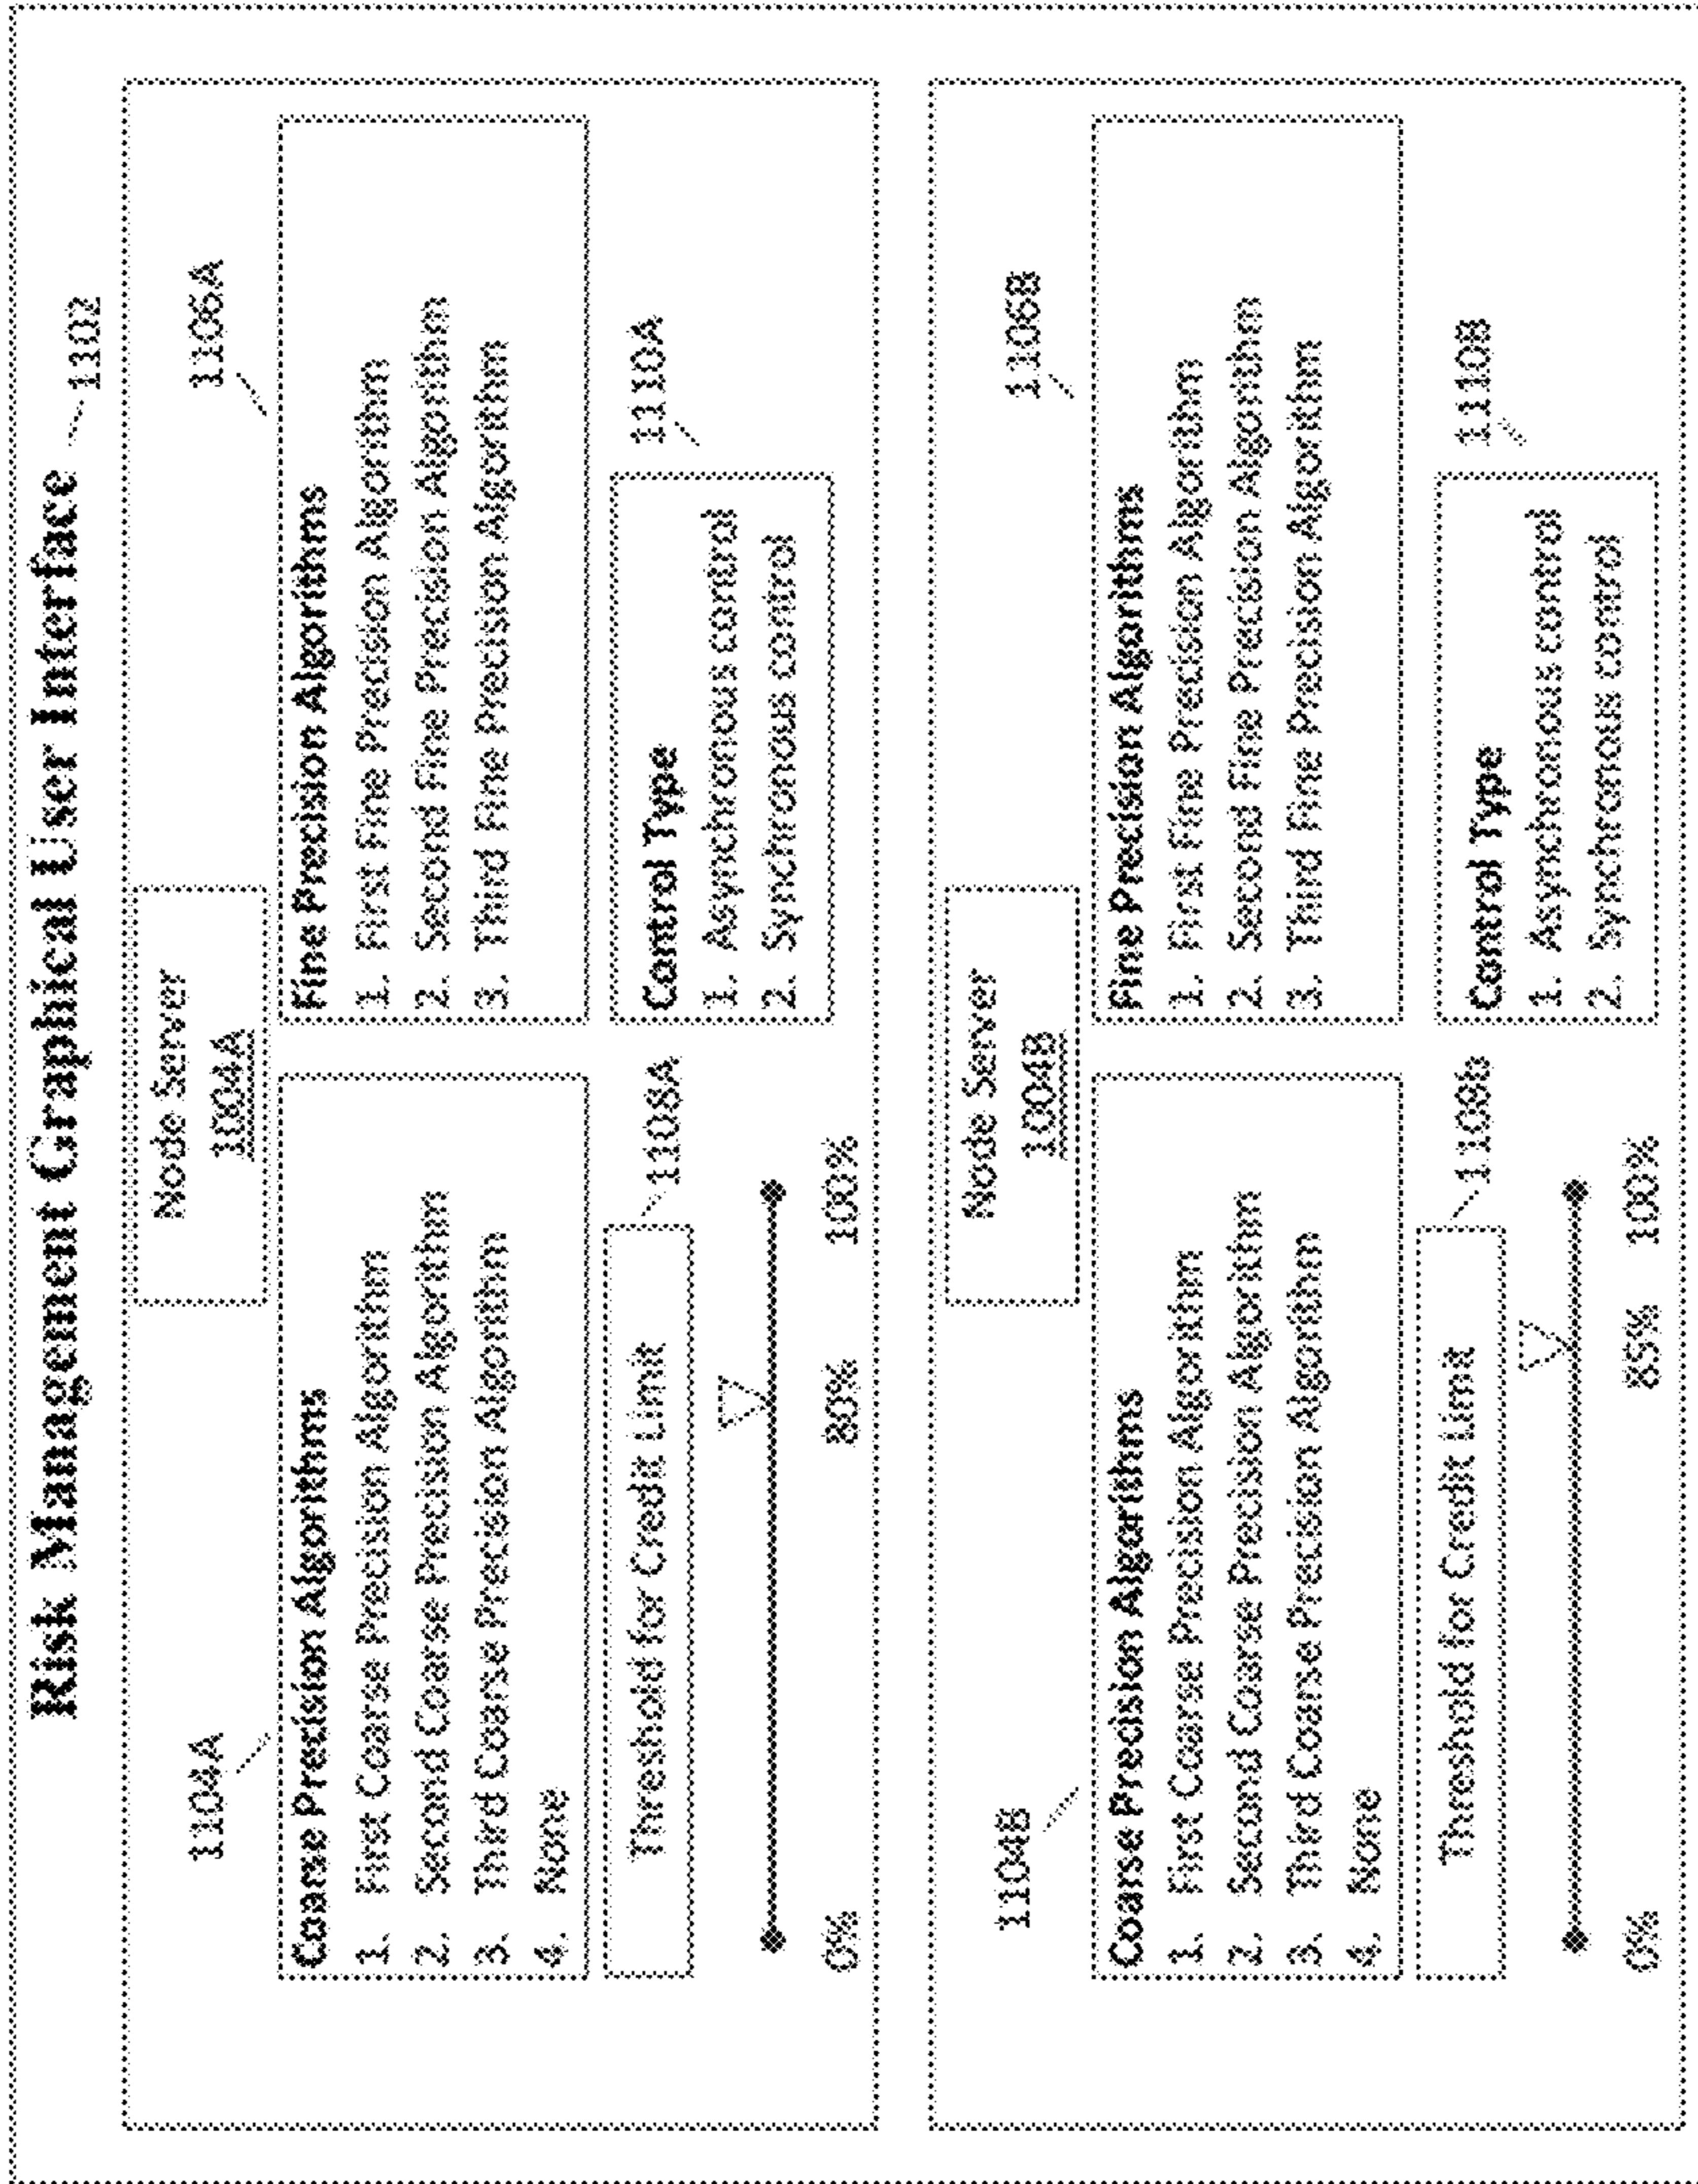 Risk Management Graphical User Interface
1102
Node Server
1004A
1104A
1106A
Coarse Precision Algorithms
1. First Coarse Precision Algorithm
2. Second Coarse Precision Algorithm
3. Third Coarse Precision Algorithm
4. None
Fine Precision Algorithms
1. First Fine Precision Algorithm
2. Second Fine Precision Algorithm
3. Third Fine Precision Algorithm
Threshold for Credit Limit
1108A
0%
80%
100%
1110A
Control Type
1. Asynchronous control
2. Synchronous control
Node Server
1004B
1104B
1106B
Coarse Precision Algorithms
1. First Coarse Precision Algorithm
2. Second Coarse Precision Algorithm
3. Third Coarse Precision Algorithm
4. None
Fine Precision Algorithms
1. First Fine Precision Algorithm
2. Second Fine Precision Algorithm
3. Third Fine Precision Algorithm
Threshold for Credit Limit
1108b
0%
85%
100%
1110B
Control Type
1. Asynchronous control
2. Synchronous control